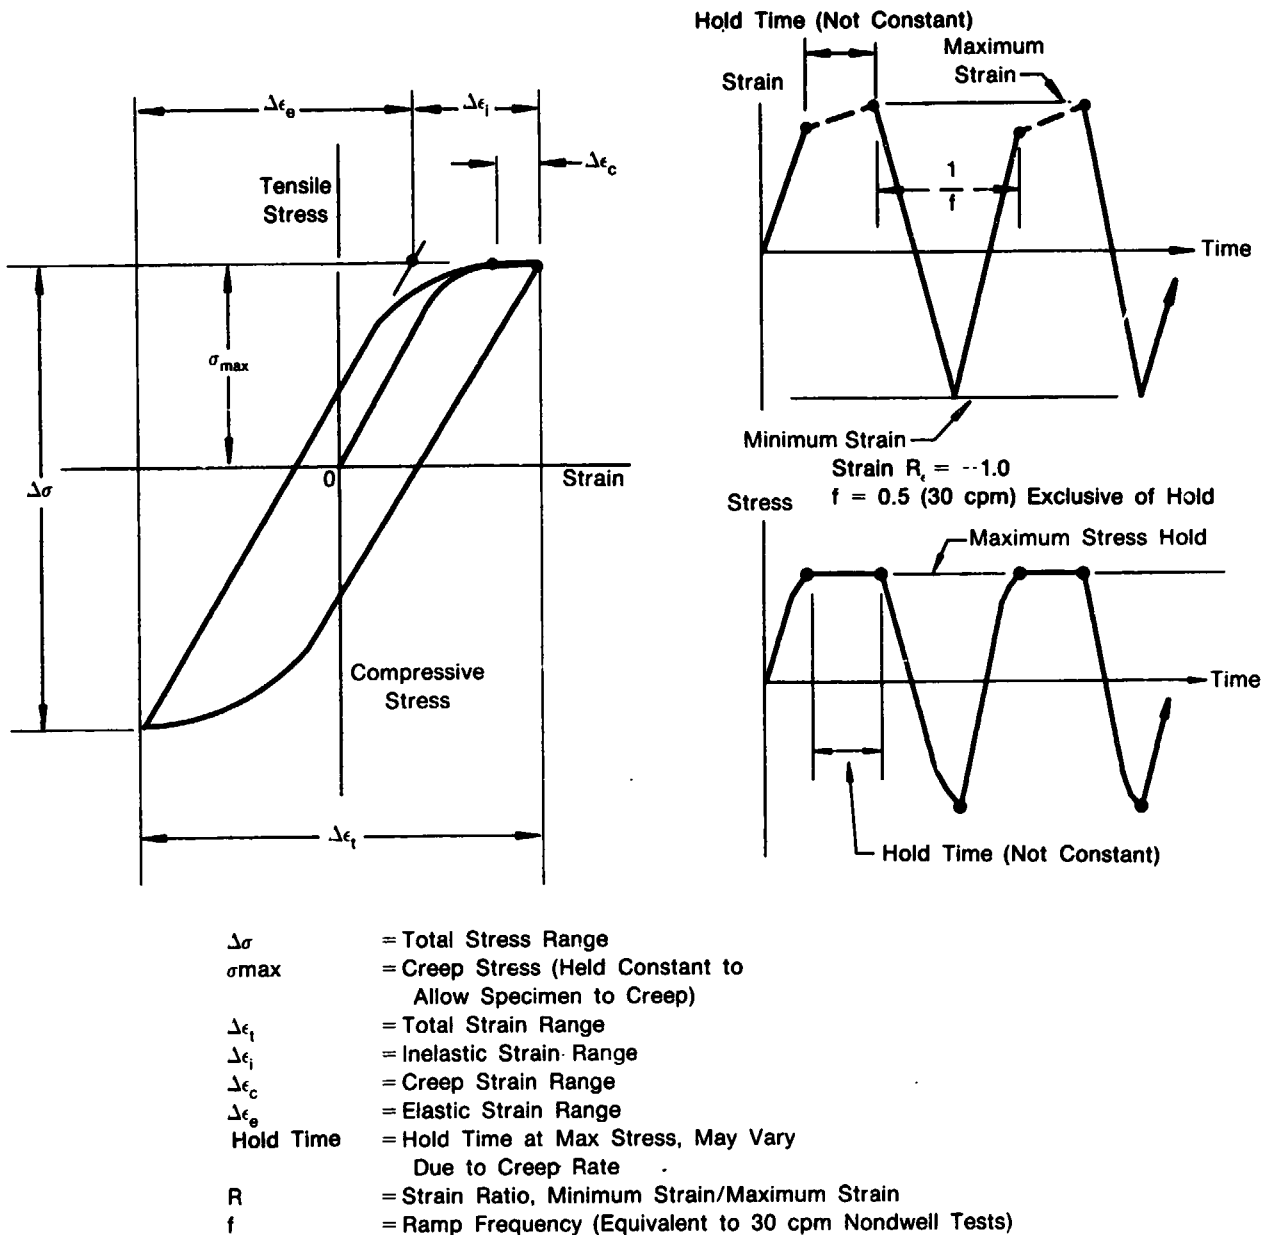 Hold Time (Not Constant)
Maximum
Strain
Strain
Δϵe
Δϵi
Δϵc
Tensile
Stress
1
f
Time
σmax
Δσ
0
Strain
Minimum Strain
Strain Rϵ = --1.0
f = 0.5 (30 cpm) Exclusive of Hold
Stress
Maximum Stress Hold
Compressive
Stress
Time
Δϵt
Hold Time (Not Constant)
Δσ = Total Stress Range
σmax = Creep Stress (Held Constant to
Allow Specimen to Creep)
Δϵt = Total Strain Range
Δϵi = Inelastic Strain Range
Δϵc = Creep Strain Range
Δϵe = Elastic Strain Range
Hold Time = Hold Time at Max Stress, May Vary
Due to Creep Rate
R = Strain Ratio, Minimum Strain/Maximum Strain
f = Ramp Frequency (Equivalent to 30 cpm Nondwell Tests)